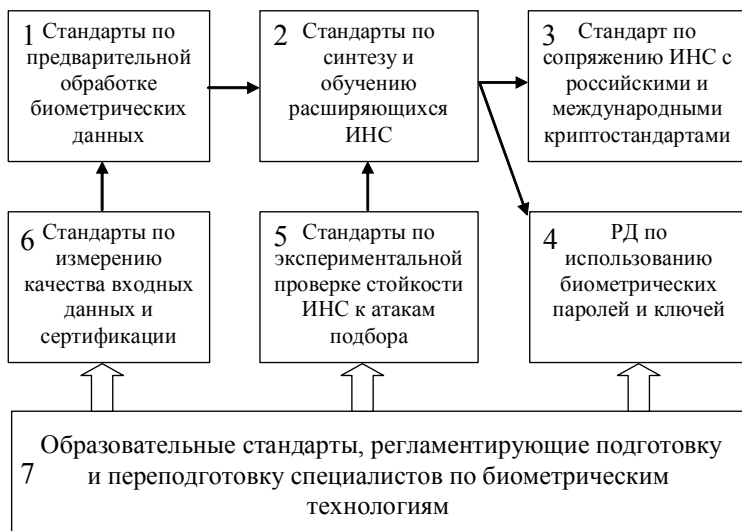 1 Стандарты по
предварительной
обработке
биометрических
данных
2 Стандарты по
синтезу и
обучению
расширяющихся
ИНС
3 Стандарт по
сопряжению ИНС с
российскими и
международными
криптостандартами
6 Стандарты по
измерению
качества входных
данных и
сертификации
5 Стандарты по
экспериментальной
проверке стойкости
ИНС к атакам
подбора
4 РД по
использованию
биометрических
паролей и ключей
Образовательные стандарты, регламентирующие подготовку
7 и переподготовку специалистов по биометрическим
технологиям